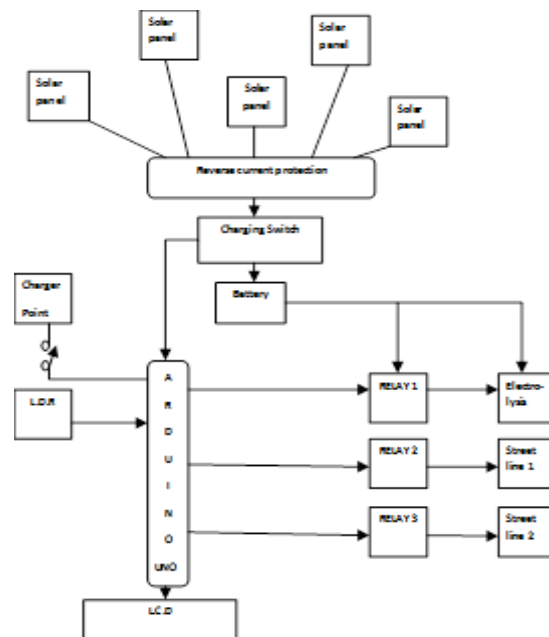 Solar
panel
Solar
panel
Solar
panel
Solar
panel
Solar
panel
Reverse current protection
Charging Switch
Charger
Point
Battery
L.D.R
A
R
D
U
I
N
O
UNO
RELAY 1
Electro-
lysis
RELAY 2
Street
line 1
RELAY 3
Street
line 2
L.C.D